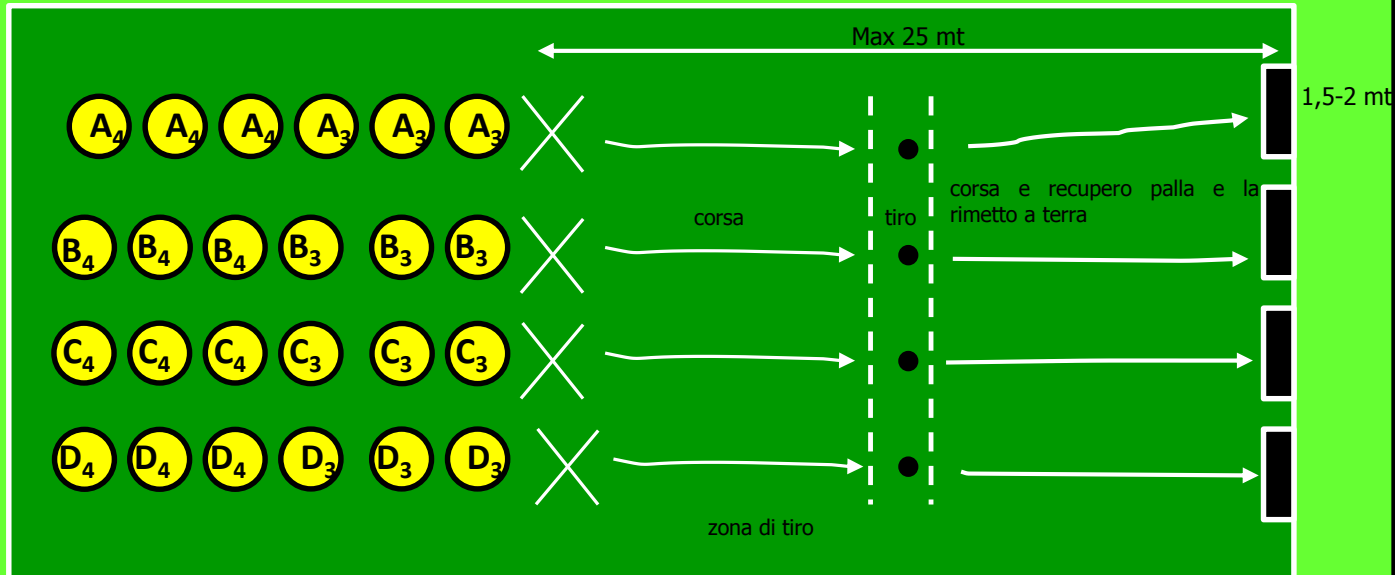 Max 25 mt
1,5-2 mt
A4 A4 A4 A3 A3 A3
corsa e recupero palla e la
rimetto a terra
corsa
tiro
B4 B4 B4 B3 B3 B3
C4 C4 C4 C3 C3 C3
D4 D4 D4 D3 D3 D3
zona di tiro